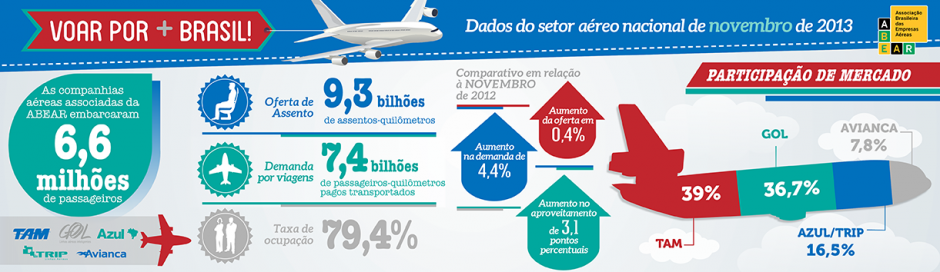 VOAR POR + BRASIL!
Dados do setor aéreo nacional de novembro de 2013
ABEAR
Associação
Brasileira
das
Empresas
Aéreas
As companhias
aéreas associadas da
ABEAR embarcaram
6,6
milhões
de passageiros
TAM
GOL
Azul
TRIP
Avianca
Oferta de
Assento
9,3 bilhões
de assentos-quilômetros
Demanda
por viagens
7,4 bilhões
de passageiros-quilômetros
pagos transportados
Taxa de
ocupação
79,4%
Comparativo em relação
à NOVEMBRO
de 2012
Aumento
na demanda de
4,4%
Aumento
da oferta em
0,4%
Aumento no
aproveitamento
de 3,1
pontos
percentuais
PARTICIPAÇÃO DE MERCADO
39%
TAM
GOL
36,7%
AVIANCA
7,8%
AZUL/TRIP
16,5%